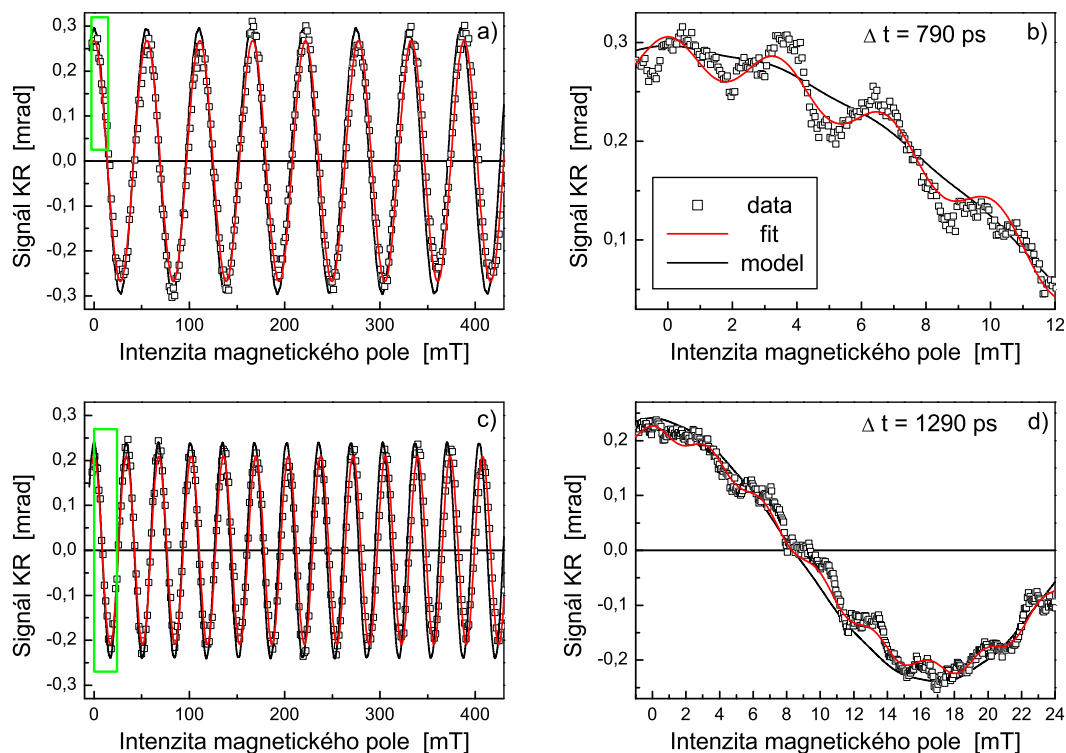 a)
0,3
0,2
0,1
0,0
-0,1
-0,2
-0,3
Signál KR [mrad]
0 100 200 300 400
Intenzita magnetického pole [mT]
Δ t = 790 ps b)
0,3
0,2
0,1
Signál KR [mrad]
data
fit
model
0 2 4 6 8 10 12
Intenzita magnetického pole [mT]
c)
0,3
0,2
0,1
0,0
-0,1
-0,2
-0,3
Signál KR [mrad]
0 100 200 300 400
Intenzita magnetického pole [mT]
Δ t = 1290 ps d)
0,2
0,1
0,0
-0,1
-0,2
Signál KR [mrad]
0 2 4 6 8 10 12 14 16 18 20 22 24
Intenzita magnetického pole [mT]